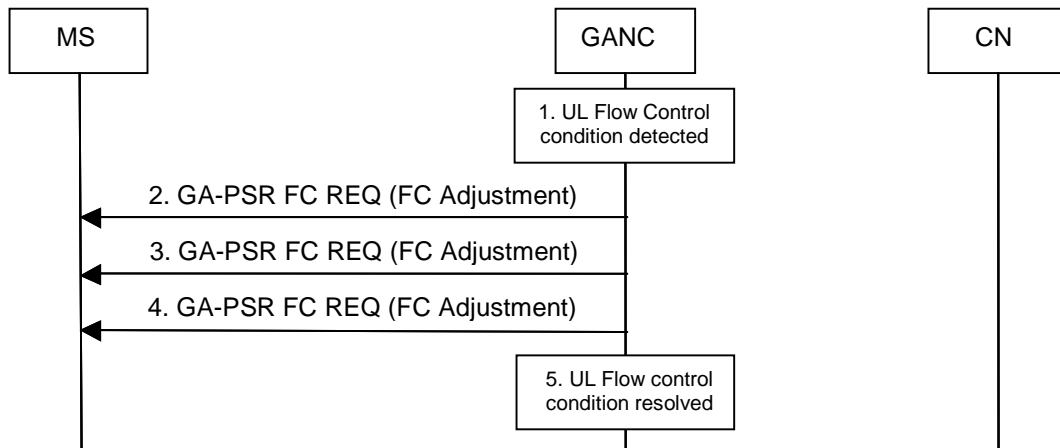 MS
GANC
CN
1. UL Flow Control
condition detected
2. GA-PSR FC REQ (FC Adjustment)
3. GA-PSR FC REQ (FC Adjustment)
4. GA-PSR FC REQ (FC Adjustment)
5. UL Flow control
condition resolved